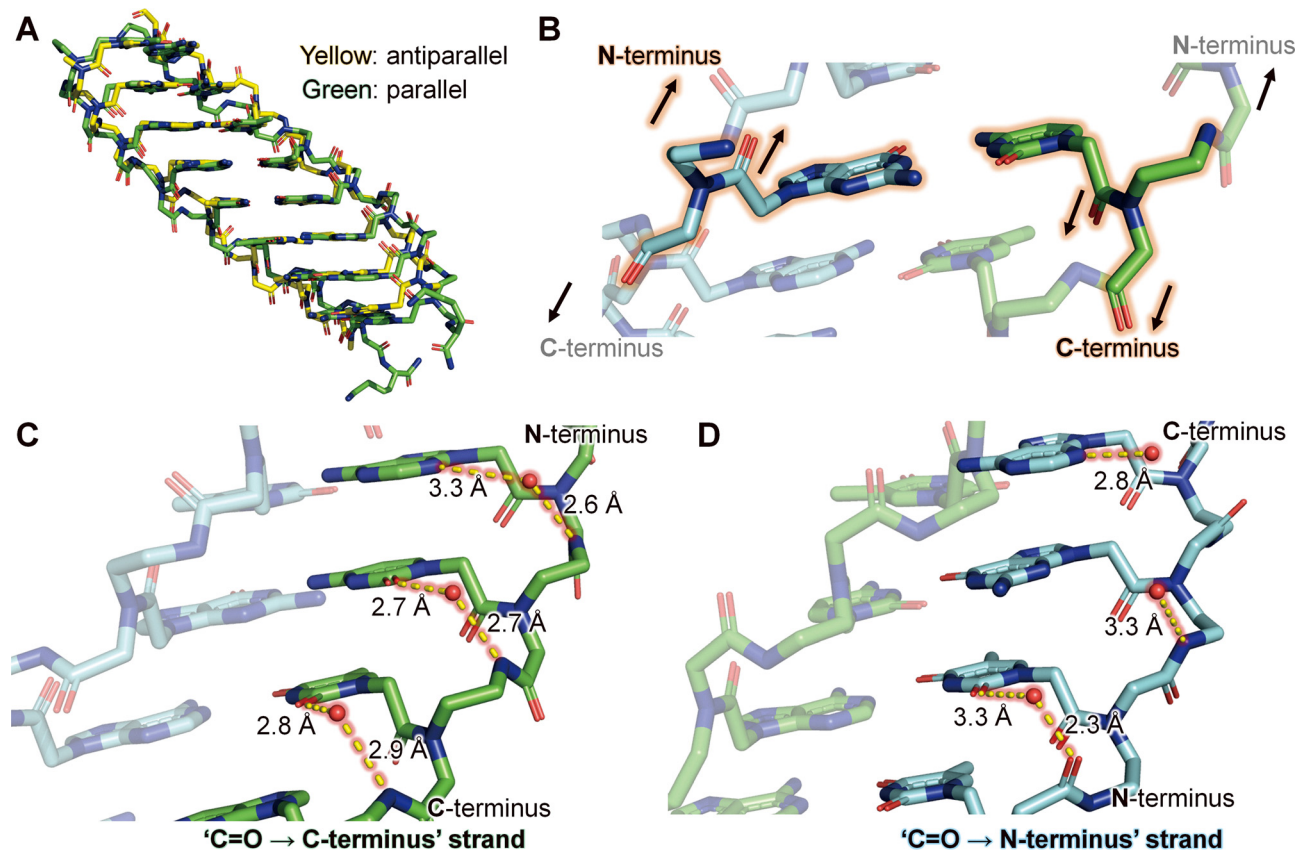 A
Yellow: antiparallel
Green: parallel
B
N-terminus
N-terminus
C-terminus
C-terminus
C
N-terminus
3.3 Å
2.6 Å
2.7 Å
2.7 Å
2.8 Å
2.9 Å
C-terminus
‘C=O → C-terminus’ strand
D
C-terminus
2.8 Å
3.3 Å
3.3 Å
2.3 Å
N-terminus
‘C=O → N-terminus’ strand